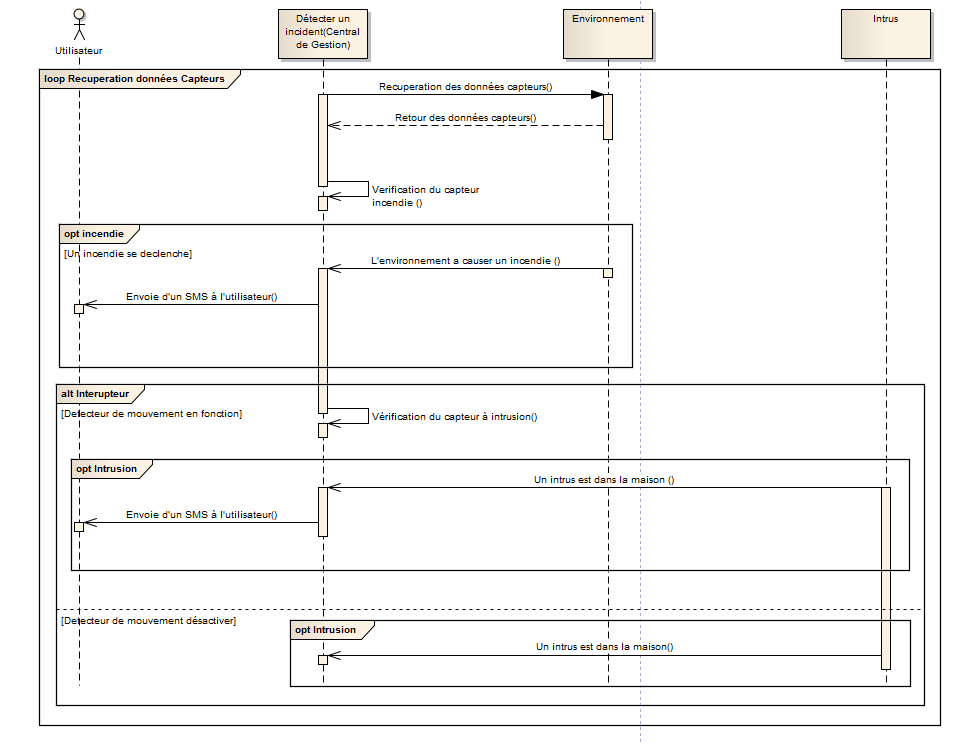 Utilisateur
Détecter un
incident(Central
de Gestion)
Environnement
Intrus
loop Recuperation données Capteurs
Recuperation des données capteurs()
Retour des données capteurs()
Verification du capteur
incendie ()
opt incendie
[Un incendie se declenche]
L'environnement a causer un incendie ()
Envoie d'un SMS à l'utilisateur()
alt Interupteur
[Detecteur de mouvement en fonction]
Vérification du capteur à intrusion()
opt Intrusion
Un intrus est dans la maison ()
Envoie d'un SMS à l'utilisateur()
[Detecteur de mouvement désactiver]
opt Intrusion
Un intrus est dans la maison()